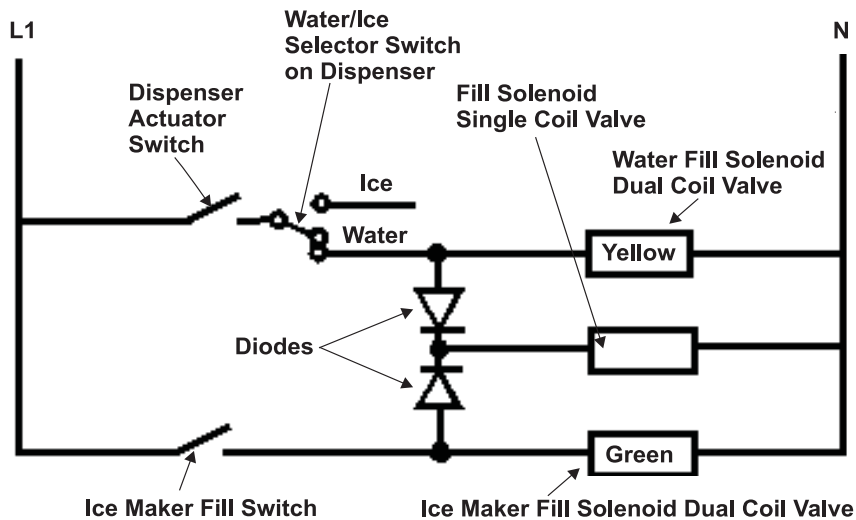 L1
Water/Ice
Selector Switch
on Dispenser
N
Dispenser
Actuator
Switch
Fill Solenoid
Single Coil Valve
Water Fill Solenoid
Dual Coil Valve
Ice
Water
Yellow
Diodes
Green
Ice Maker Fill Switch
Ice Maker Fill Solenoid Dual Coil Valve